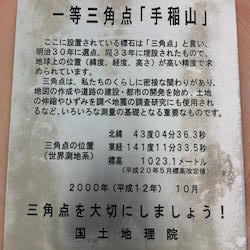 一等三角点「手稲山」
ここに設置されている標石は「三角点」と言い、
明治30年に選点、同33年に埋設されたもので、
地球上の位置（緯度、経度、高さ）が高い精度で求
められています。
三角点は、私たちのくらしに密接な関わりがあり、
地図の作成や道路の建設・都市の開発を始め、土地
の伸縮やひずみを調べ地震の調査研究にも使用され
るなど、いろいろな測量の基礎となる重要なものです。
三角点の位置
（世界測地系）
北緯 43度04分36.3秒
東経 141度11分33.5秒
標高 1023.1メートル
（平成20年5月標高改定値）
2000年（平成12年） 10月
三角点を大切にしましょう！
国土地理院